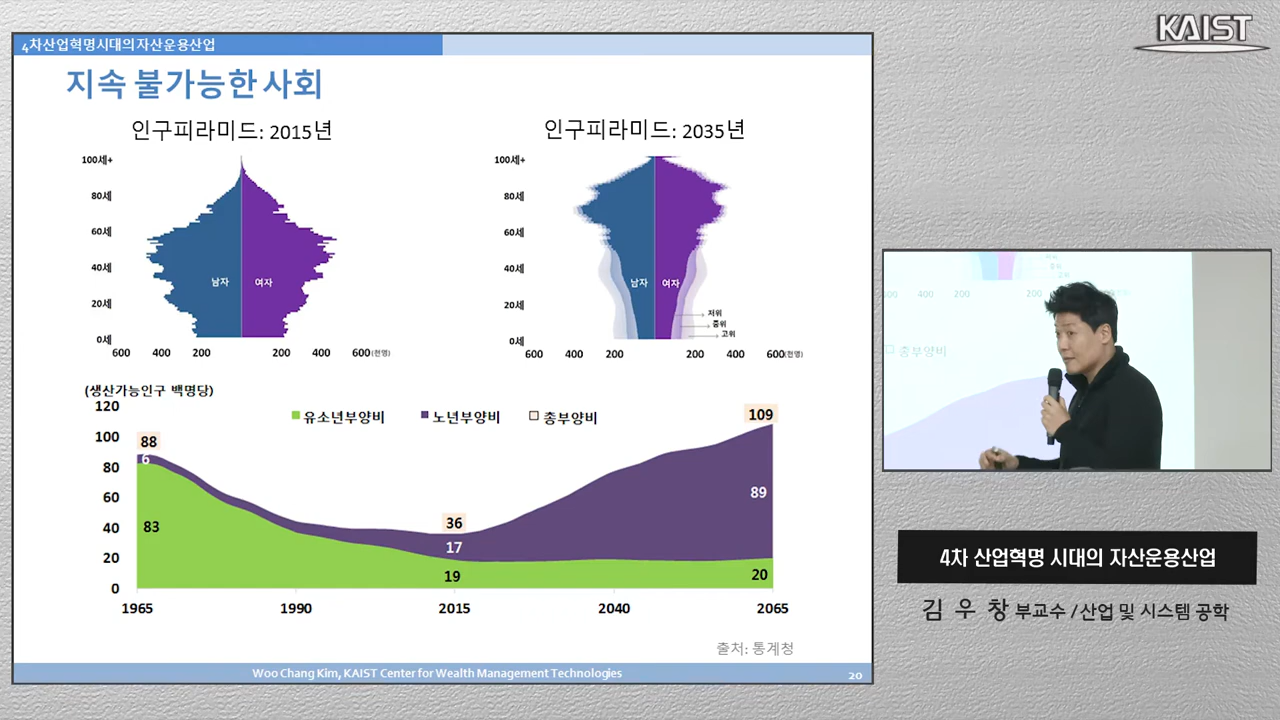 4차산업혁명시대의자산운용산업
KAIST
지속 불가능한 사회
인구피라미드: 2015년
인구피라미드: 2035년
100세+
80세
60세
40세
20세
0세
남자
여자
600
400
200
200
400
600(천명)
100세+
80세
60세
40세
20세
0세
남자
여자
저위
중위
고위
600
400
200
200
400
600(천명)
(생산가능인구 백명당)
120
100
80
60
40
20
0
유소년부양비
노년부양비
총부양비
88
6
83
36
17
19
109
89
20
1965
1990
2015
2040
2065
출처: 통계청
Woo Chang Kim, KAIST Center for Wealth Management Technologies
20
400
200
200
총부양비
4차 산업혁명 시대의 자산운용산업
김 우 창 부교수 / 산업 및 시스템 공학